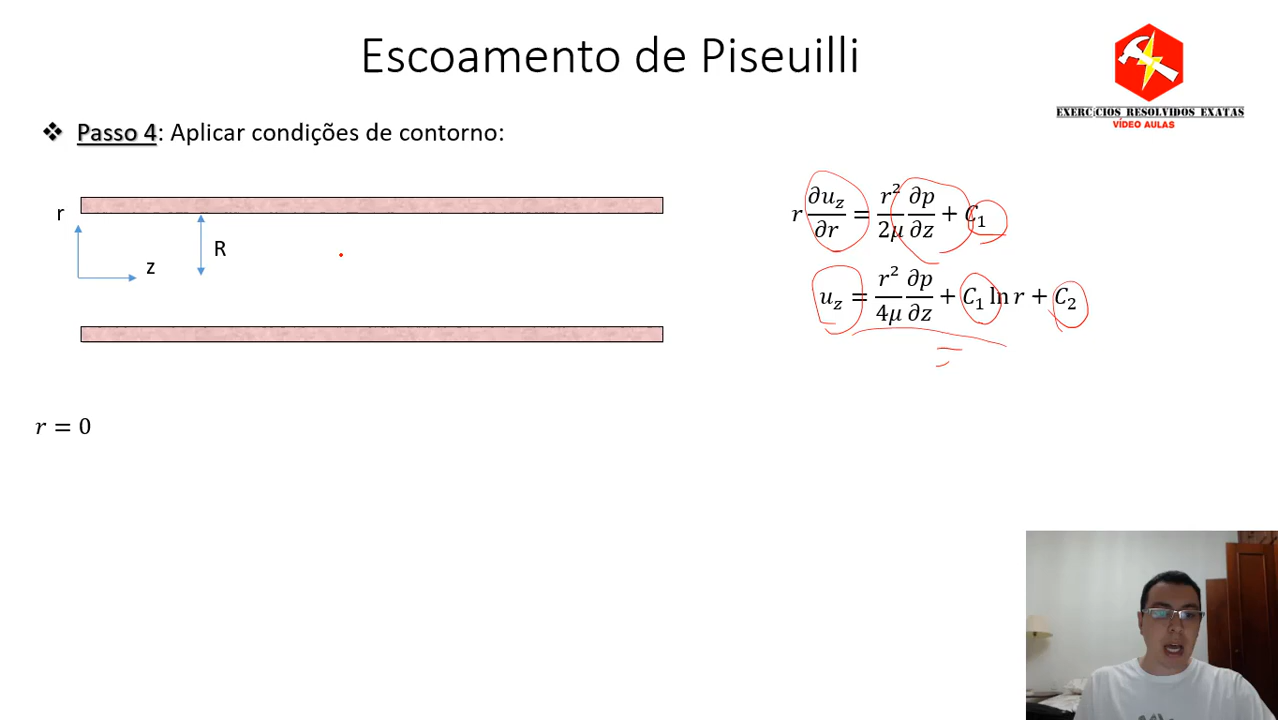 Escoamento de Piseuilli
EXERCÍCIOS RESOLVIDOS EXATAS
VÍDEO AULAS
❖ Passo 4: Aplicar condições de contorno:
r
z
R
r ∂u_z/∂r = r²/2μ ∂p/∂z + C₁
u_z = r²/4μ ∂p/∂z + C₁ ln r + C₂
r = 0